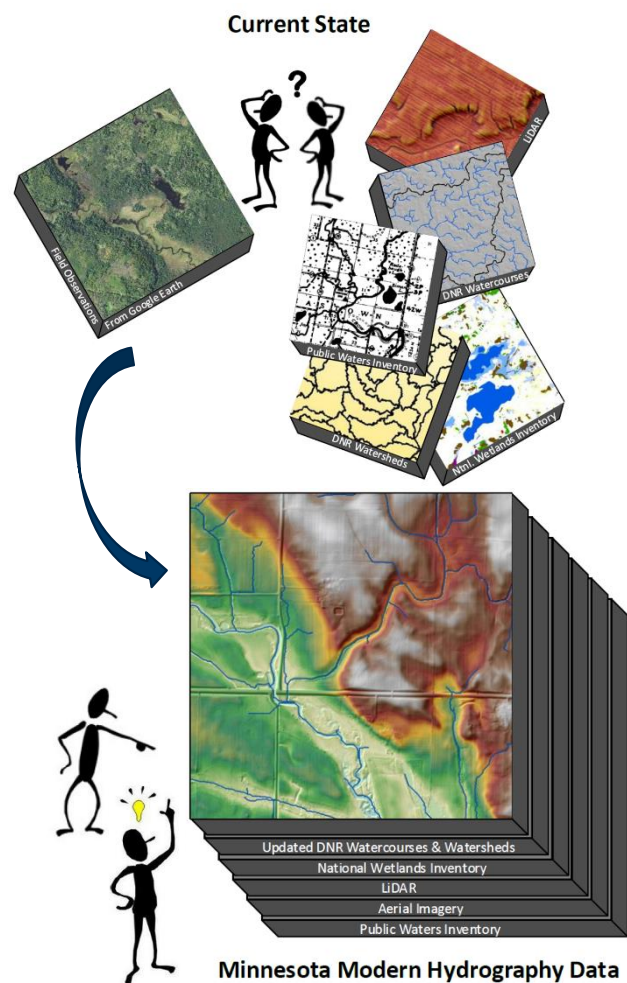 Current State
?
LiDAR
Field Observations
From Google Earth
DNR Watercourses
Public Waters Inventory
DNR Watersheds
Ntnl. Wetlands Inventory
Updated DNR Watercourses & Watersheds
National Wetlands Inventory
LiDAR
Aerial Imagery
Public Waters Inventory
Minnesota Modern Hydrography Data